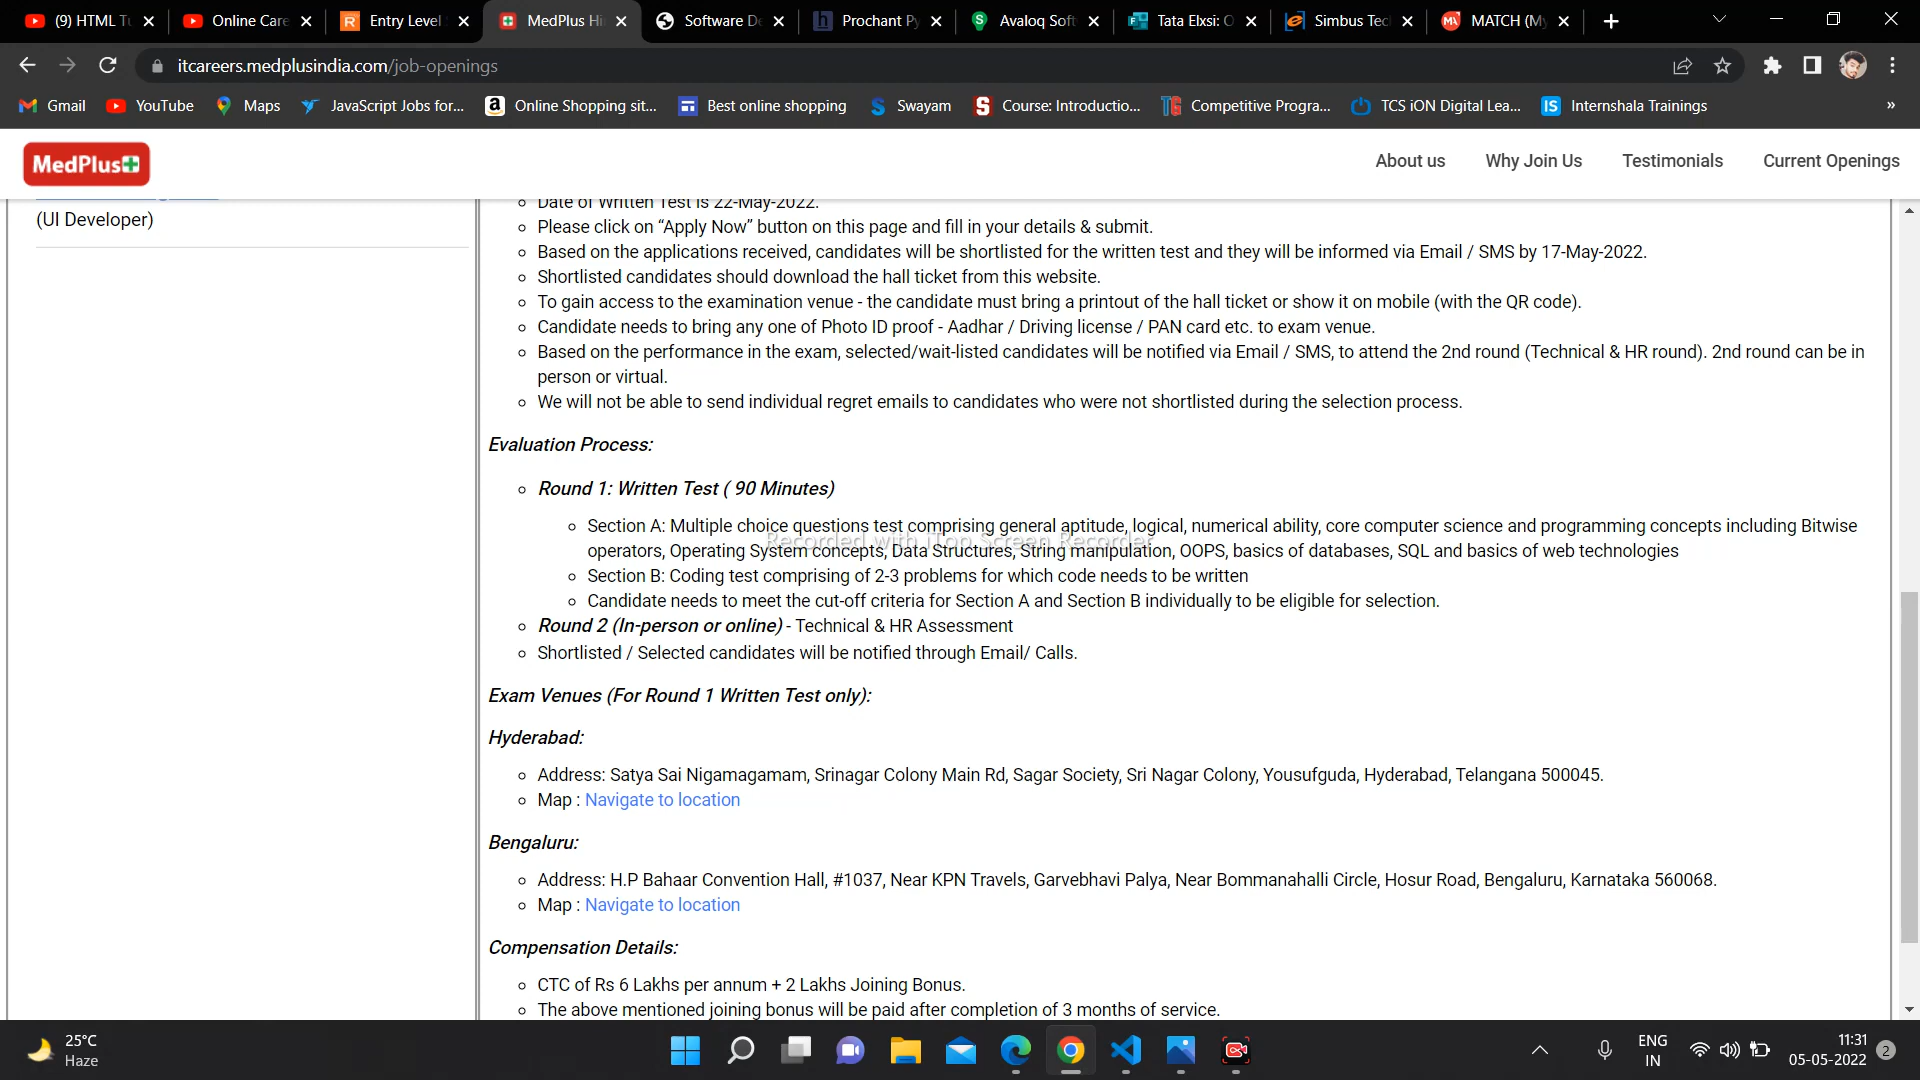 (9) HTML Tu
Online Care
Entry Level
MedPlus Hi
Software De
Prochant Py
Avaloq Soft
Tata Elxsi: O
Simbus Tec
MATCH (My
itcareers.medplusindia.com/job-openings
Gmail
YouTube
Maps
JavaScript Jobs for...
Online Shopping sit...
Best online shopping
Swayam
Course: Introductio...
Competitive Progra...
TCS iON Digital Lea...
Internshala Trainings
»
MedPlus
About us
Why Join Us
Testimonials
Current Openings
(UI Developer)
Date of Written Test is 22-May-2022.
Please click on “Apply Now” button on this page and fill in your details & submit.
Based on the applications received, candidates will be shortlisted for the written test and they will be informed via Email / SMS by 17-May-2022.
Shortlisted candidates should download the hall ticket from this website.
To gain access to the examination venue - the candidate must bring a printout of the hall ticket or show it on mobile (with the QR code).
Candidate needs to bring any one of Photo ID proof - Aadhar / Driving license / PAN card etc. to exam venue.
Based on the performance in the exam, selected/wait-listed candidates will be notified via Email / SMS, to attend the 2nd round (Technical & HR round). 2nd round can be in
person or virtual.
We will not be able to send individual regret emails to candidates who were not shortlisted during the selection process.
Evaluation Process:
Round 1: Written Test ( 90 Minutes)
Section A: Multiple choice questions test comprising general aptitude, logical, numerical ability, core computer science and programming concepts including Bitwise
Recorded with iTop Screen Recorder
operators, Operating System concepts, Data Structures, String manipulation, OOPS, basics of databases, SQL and basics of web technologies
Section B: Coding test comprising of 2-3 problems for which code needs to be written
Candidate needs to meet the cut-off criteria for Section A and Section B individually to be eligible for selection.
Round 2 (In-person or online) - Technical & HR Assessment
Shortlisted / Selected candidates will be notified through Email/ Calls.
Exam Venues (For Round 1 Written Test only):
Hyderabad:
Address: Satya Sai Nigamagamam, Srinagar Colony Main Rd, Sagar Society, Sri Nagar Colony, Yousufguda, Hyderabad, Telangana 500045.
Map : Navigate to location
Bengaluru:
Address: H.P Bahaar Convention Hall, #1037, Near KPN Travels, Garvebhavi Palya, Near Bommanahalli Circle, Hosur Road, Bengaluru, Karnataka 560068.
Map : Navigate to location
Compensation Details:
CTC of Rs 6 Lakhs per annum + 2 Lakhs Joining Bonus.
The above mentioned joining bonus will be paid after completion of 3 months of service.
25°C
Haze
ENG
IN
11:31
05-05-2022
2